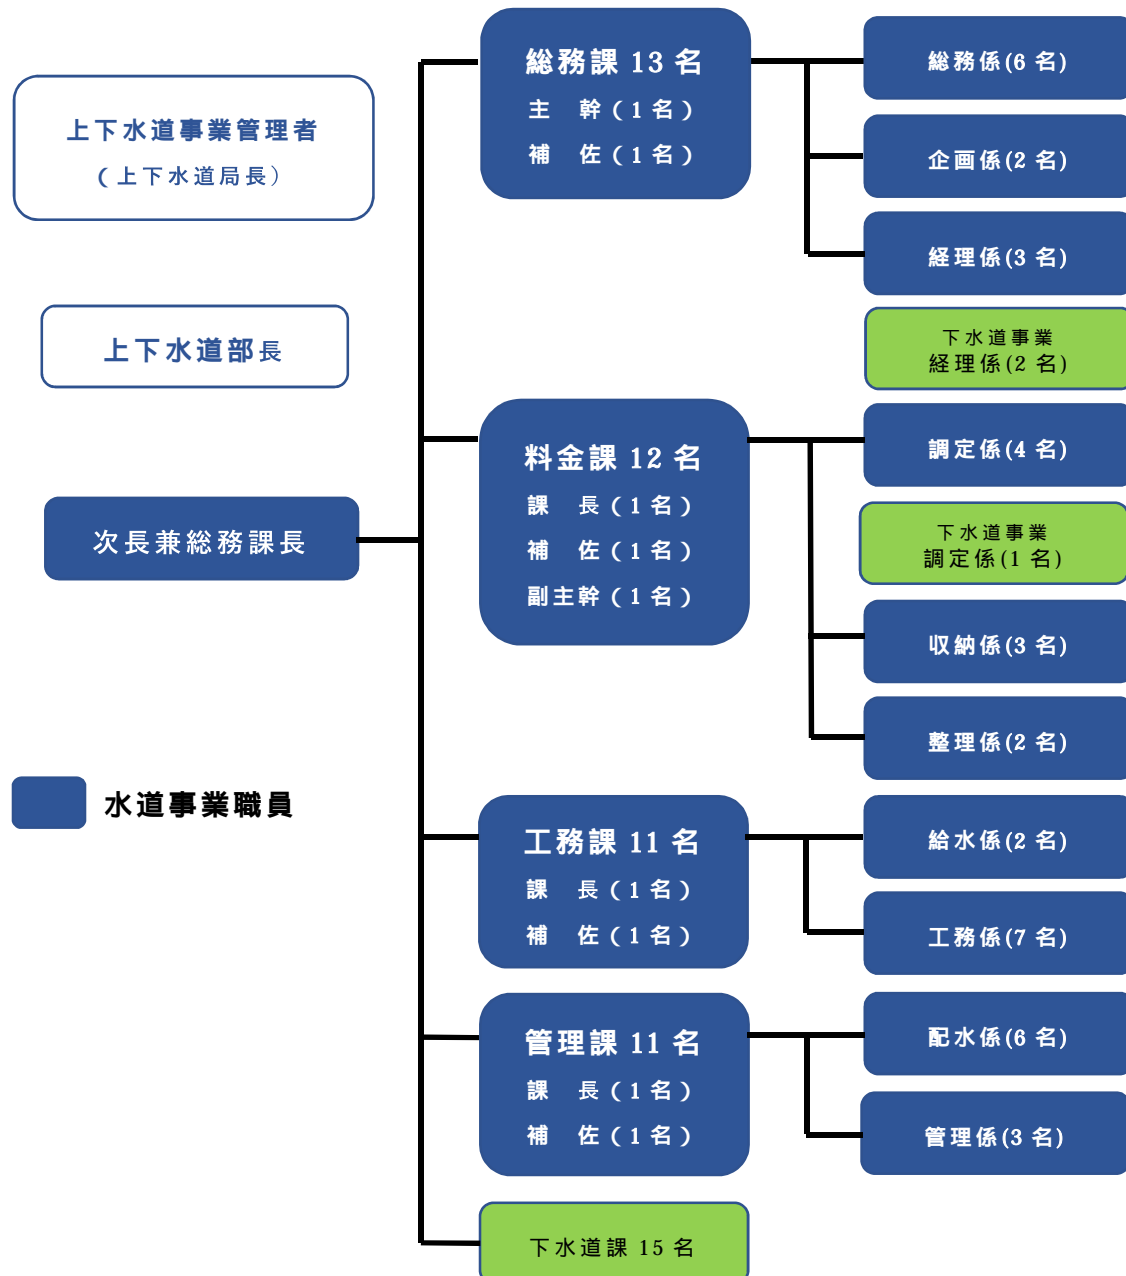 上下水道事業管理者
(上下水道局長)
上下水道部長
次長兼総務課長
水道事業職員
総務課 13 名
主 幹(1 名)
補 佐(1 名)
総務係(6 名)
企画係(2 名)
経理係(3 名)
下水道事業
経理係(2 名)
料金課 12 名
課 長(1 名)
補 佐(1 名)
副主幹(1 名)
調定係(4 名)
下水道事業
調定係(1 名)
収納係(3 名)
整理係(2 名)
工務課 11 名
課 長(1 名)
補 佐(1 名)
給水係(2 名)
工務係(7 名)
管理課 11 名
課 長(1 名)
補 佐(1 名)
配水係(6 名)
管理係(3 名)
下水道課 15 名